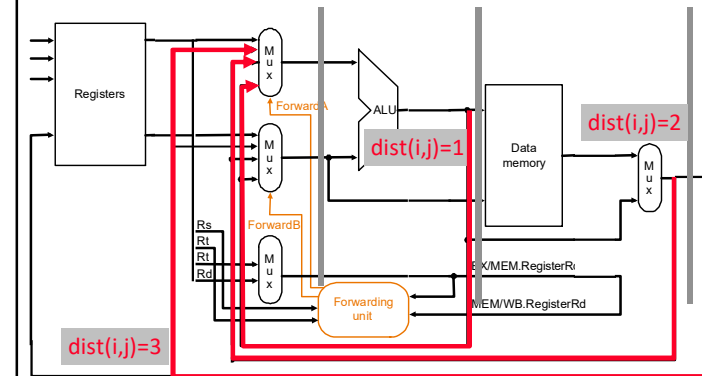 Registers
M
u
x
ForwardA
ALU
dist(i,j)=1
Data
memory
dist(i,j)=2
M
u
x
M
u
x
ForwardB
Rs
Rt
Rt
Rd
M
u
x
EX/MEM.RegisterRd
Forwarding
unit
MEM/WB.RegisterRd
dist(i,j)=3